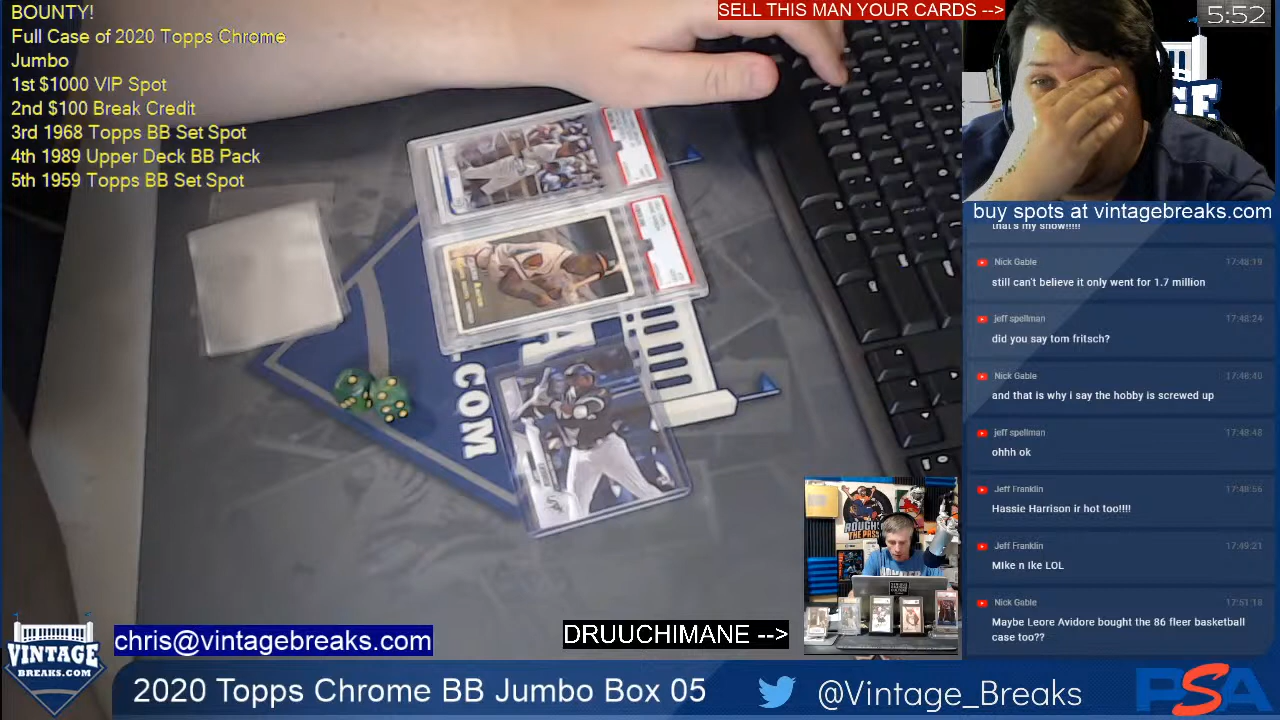 BOUNTY!
Full Case of 2020 Topps Chrome
Jumbo
1st $1000 VIP Spot
2nd $100 Break Credit
3rd 1968 Topps BB Set Spot
4th 1989 Upper Deck BB Pack
5th 1959 Topps BB Set Spot
SELL THIS MAN YOUR CARDS -->
5:52
buy spots at vintagebreaks.com
that's my show!!!!!
Nick Gable 17:48:19
still can't believe it only went for 1.7 million
jeff spellman 17:48:24
did you say tom fritsch?
Nick Gable 17:48:40
and that is why i say the hobby is screwed up
jeff spellman 17:48:48
ohhh ok
Jeff Franklin 17:48:56
Hassie Harrison ir hot too!!!!
Jeff Franklin 17:49:21
Mike n Ike LOL
Nick Gable 17:51:18
Maybe Leore Avidore bought the 86 fleer basketball
case too??
.COM
ROUGH
THE PAS
DRUUCHIMANE -->
chris@vintagebreaks.com
VINTAGE
BREAKS.COM
2020 Topps Chrome BB Jumbo Box 05
@Vintage_Breaks
PSA